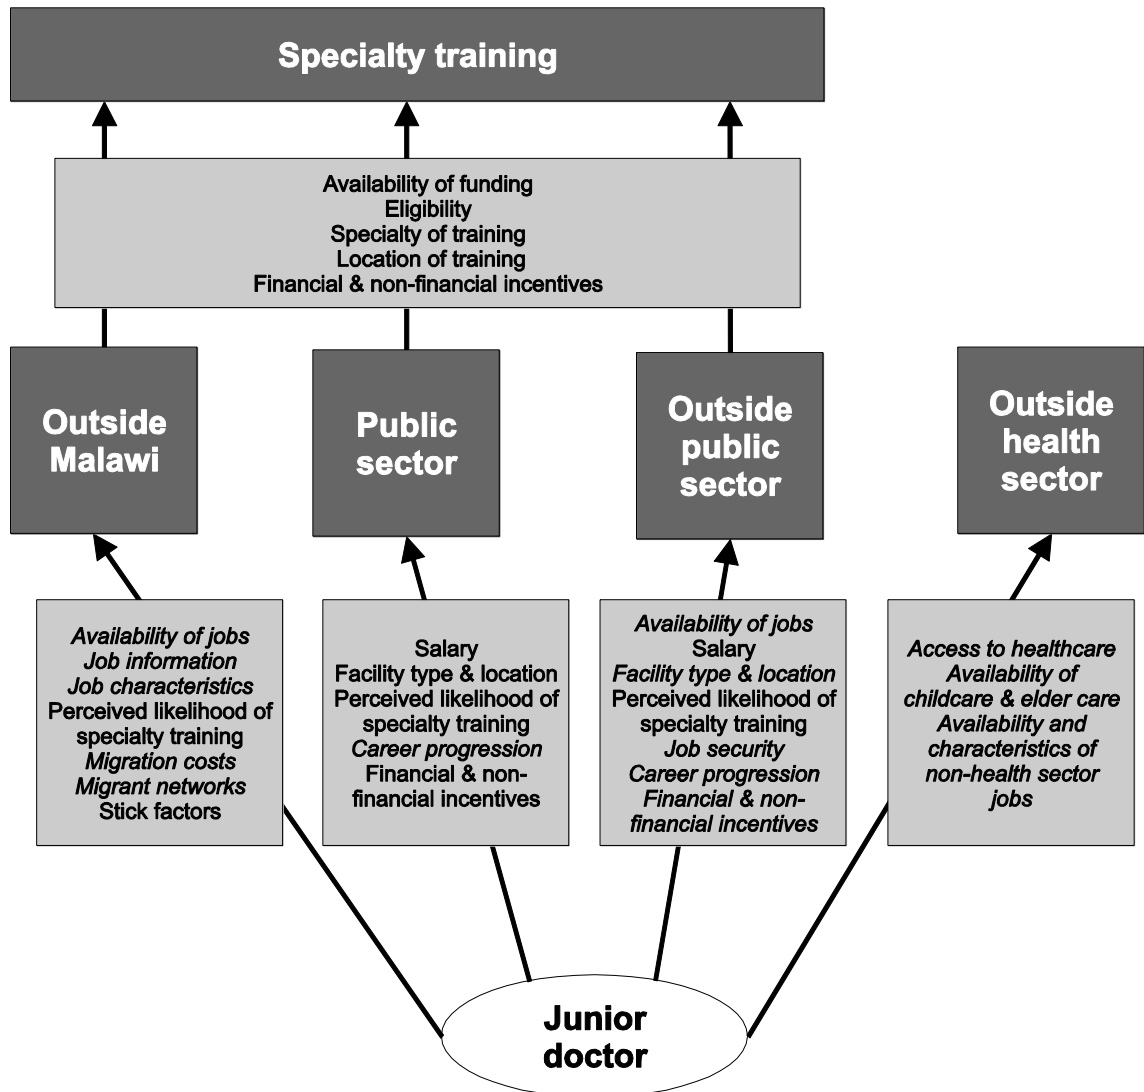 Specialty training
Availability of funding
Eligibility
Specialty of training
Location of training
Financial & non-financial incentives
Outside
Malawi
Public
sector
Outside
public
sector
Outside
health
sector
Availability of jobs
Job information
Job characteristics
Perceived likelihood of
specialty training
Migration costs
Migrant networks
Stick factors
Salary
Facility type & location
Perceived likelihood of
specialty training
Career progression
Financial & non-
financial incentives
Availability of jobs
Salary
Facility type & location
Perceived likelihood of
specialty training
Job security
Career progression
Financial & non-
financial incentives
Access to healthcare
Availability of
childcare & elder care
Availability and
characteristics of
non-health sector
jobs
Junior
doctor